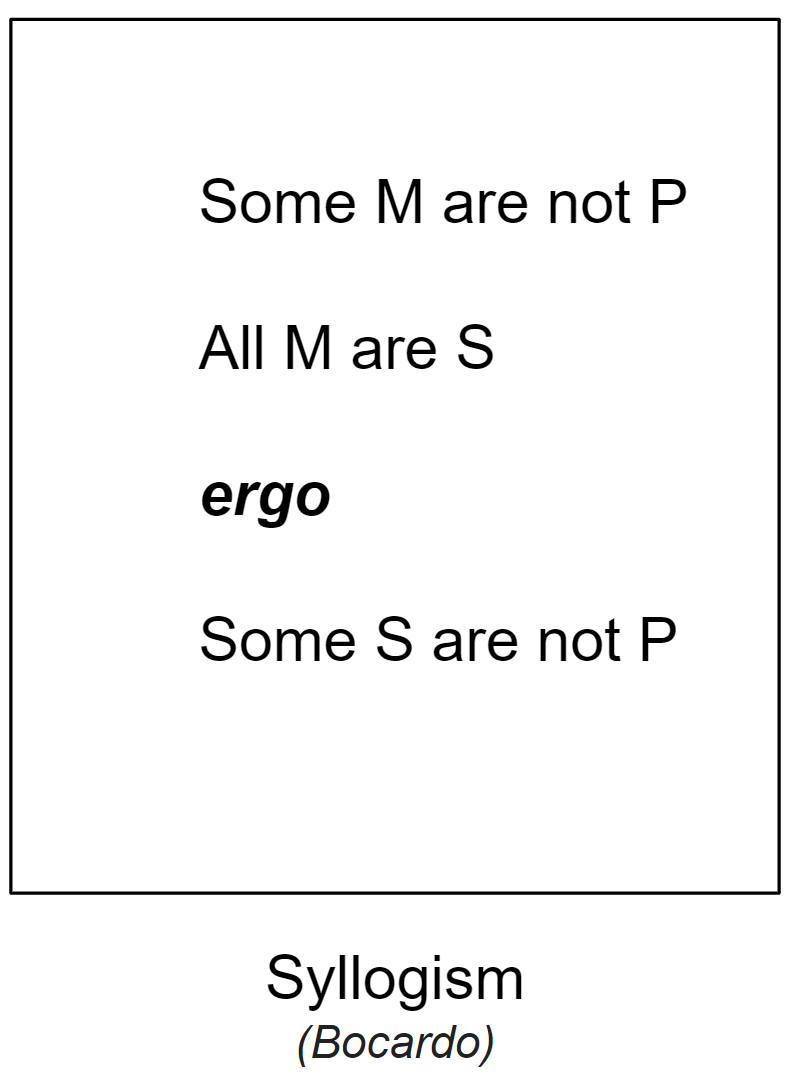 Some M are not P
All M are S
ergo
Some S are not P
Syllogism
(Bocardo)